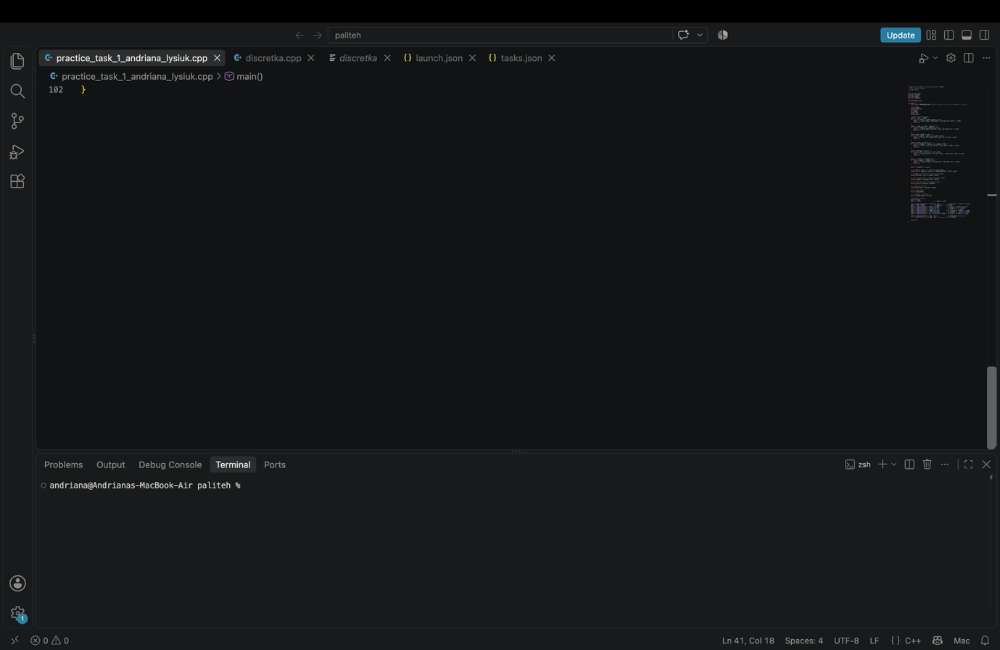 paliteh
Update
practice_task_1_andriana_lysiuk.cpp
discretka.cpp
discretka
{} launch.json
{} tasks.json
practice_task_1_andriana_lysiuk.cpp > main()
102 }
Problems Output Debug Console Terminal Ports
zsh
andriana@Andrianas-MacBook-Air paliteh %
1
0 0
Ln 41, Col 18 Spaces: 4 UTF-8 LF {} C++ Mac